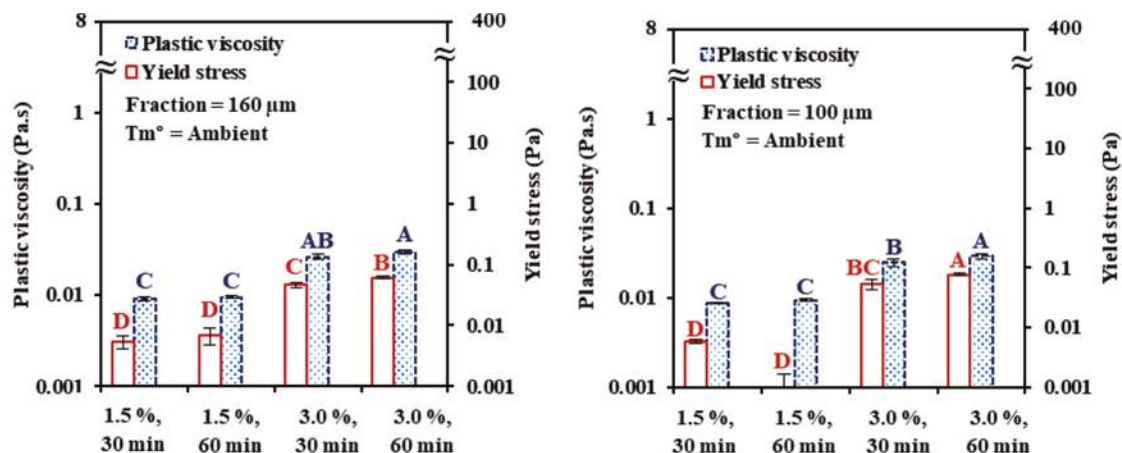 8
1
0.1
0.01
0.001
Plastic viscosity (Pa.s)
Plastic viscosity
Yield stress
Fraction = 160 µm
Tm° = Ambient
D
C
D
C
C
AB
B
A
400
100
10
1
0.1
0.01
0.001
Yield stress (Pa)
1.5 %,
30 min
1.5 %,
60 min
3.0 %,
30 min
3.0 %,
60 min
8
1
0.1
0.01
0.001
Plastic viscosity (Pa.s)
Plastic viscosity
Yield stress
Fraction = 100 µm
Tm° = Ambient
D
C
D
C
BC
B
A
A
400
100
10
1
0.1
0.01
0.001
Yield stress (Pa)
1.5 %,
30 min
1.5 %,
60 min
3.0 %,
30 min
3.0 %,
60 min